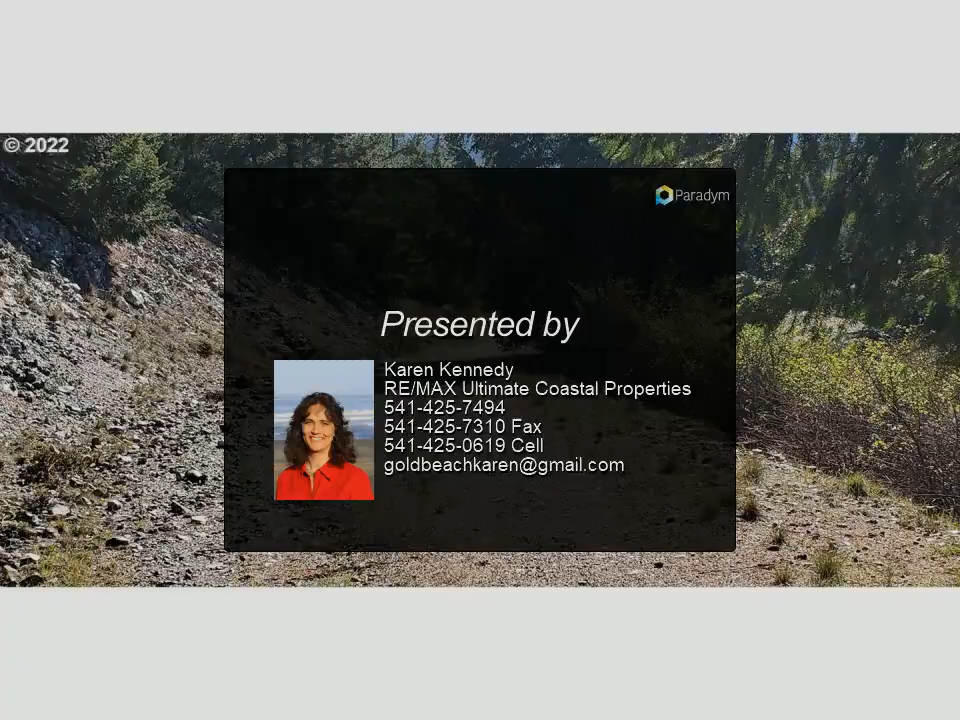 © 2022
Paradym
Presented by
Karen Kennedy
RE/MAX Ultimate Coastal Properties
541-425-7494
541-425-7310 Fax
541-425-0619 Cell
goldbeachkaren@gmail.com